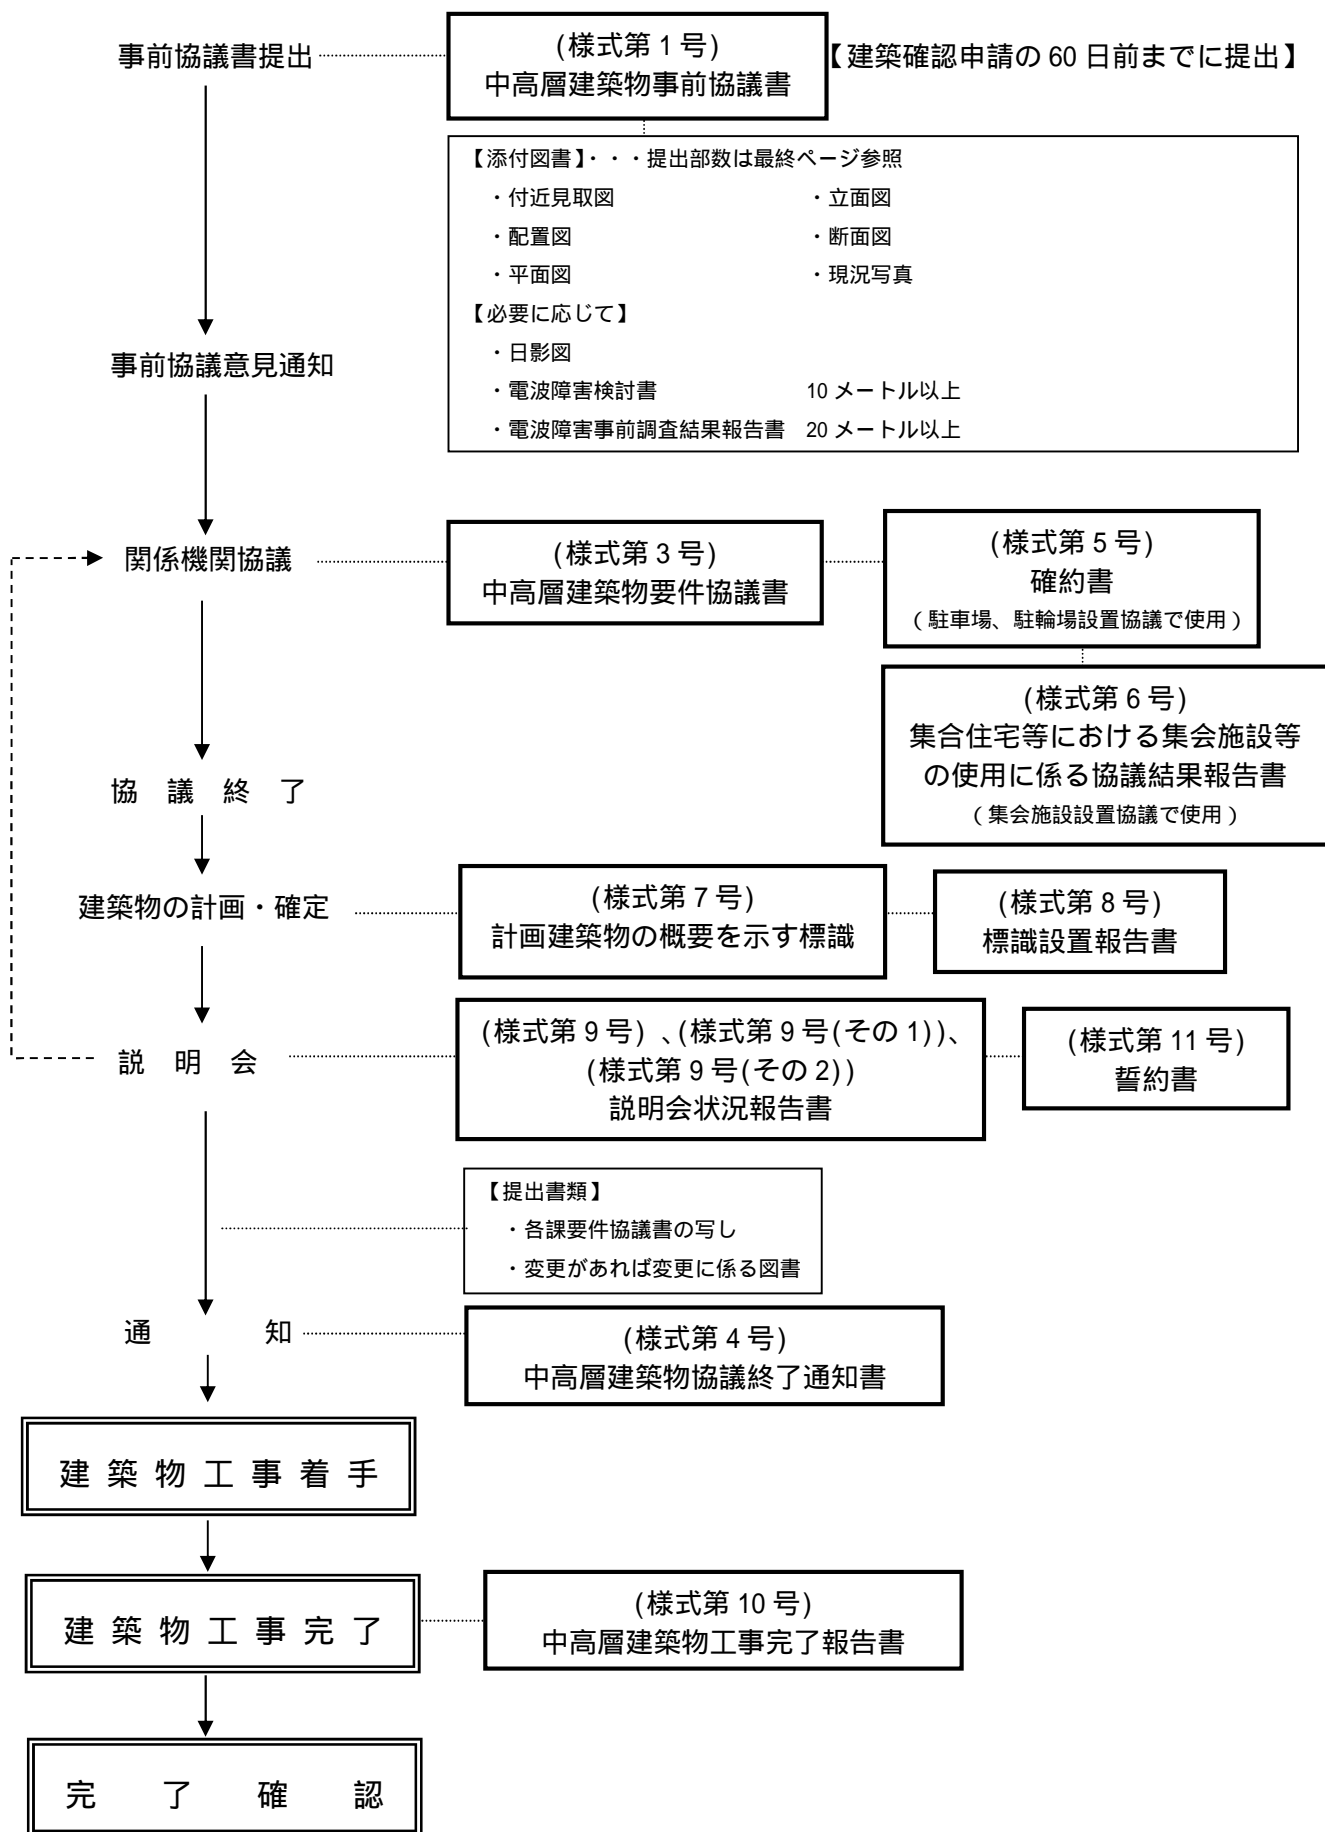 事前協議書提出
(様式第1号)
中高層建築物事前協議書
【建築確認申請の60日前までに提出】
【添付図書】・・・提出部数は最終ページ参照
・付近見取図 ・立面図
・配置図 ・断面図
・平面図 ・現況写真
【必要に応じて】
・日影図
・電波障害検討書 10メートル以上
・電波障害事前調査結果報告書 20メートル以上
事前協議意見通知
関係機関協議
(様式第3号)
中高層建築物要件協議書
(様式第5号)
確約書
（駐車場、駐輪場設置協議で使用）
(様式第6号)
集合住宅等における集会施設等
の使用に係る協議結果報告書
（集会施設設置協議で使用）
協議終了
建築物の計画・確定
(様式第7号)
計画建築物の概要を示す標識
(様式第8号)
標識設置報告書
説明会
(様式第9号)、(様式第9号(その1))、
(様式第9号(その2))
説明会状況報告書
(様式第11号)
誓約書
【提出書類】
・各課要件協議書の写し
・変更があれば変更に係る図書
通知
(様式第4号)
中高層建築物協議終了通知書
建築物工事着手
建築物工事完了
(様式第10号)
中高層建築物工事完了報告書
完了確認